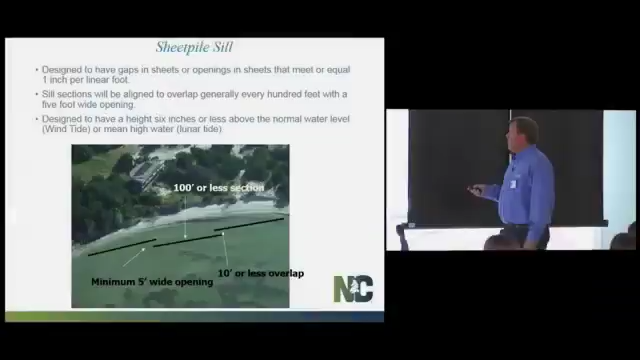 Sheetpile Sill
• Designed to have gaps in sheets or openings in sheets that meet or equal
1 inch per linear foot.
• Sill sections will be aligned to overlap generally every hundred feet with a
five foot wide opening.
• Designed to have a height six inches or less above the normal water level
(Wind Tide) or mean high water (lunar tide)
100' or less section
10' or less overlap
Minimum 5' wide opening
NC